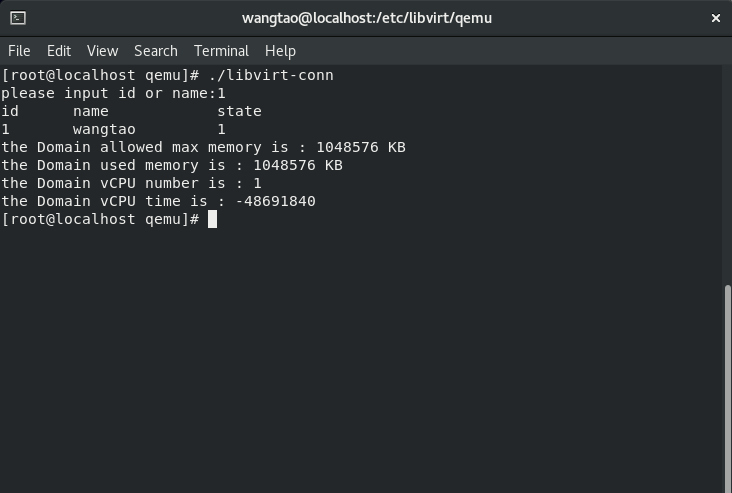 wangtao@localhost:/etc/libvirt/qemu
File Edit View Search Terminal Help
[root@localhost qemu]# ./libvirt-conn
please input id or name:1
id      name            state
1       wangtao         1
the Domain allowed max memory is : 1048576 KB
the Domain used memory is : 1048576 KB
the Domain vCPU number is : 1
the Domain vCPU time is : -48691840
[root@localhost qemu]#